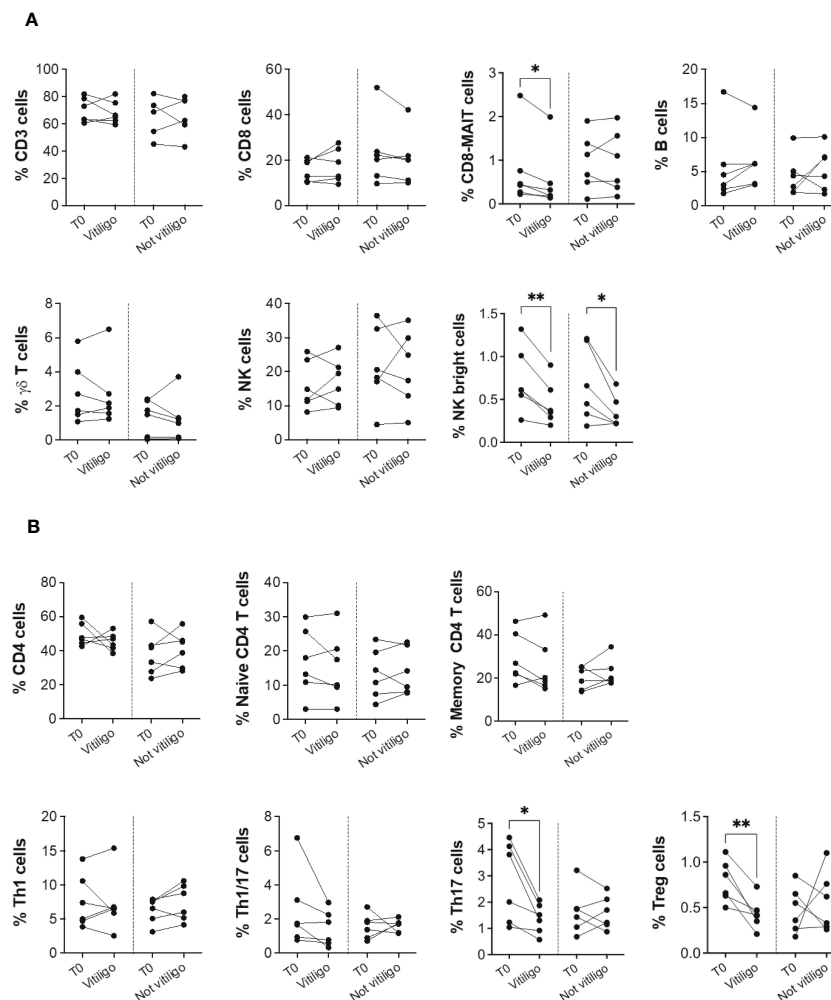 A
% CD3 cells
100
80
60
40
20
0
T0
Vitiligo
T0
Not vitiligo
% CD8 cells
60
40
20
0
T0
Vitiligo
T0
Not vitiligo
% CD8-MAIT cells
3
2
1
0
*
T0
Vitiligo
T0
Not vitiligo
% B cells
20
15
10
5
0
T0
Vitiligo
T0
Not vitiligo
% γδ T cells
8
6
4
2
0
T0
Vitiligo
T0
Not vitiligo
% NK cells
40
30
20
10
0
T0
Vitiligo
T0
Not vitiligo
% NK bright cells
1.5
1.0
0.5
0.0
**
*
T0
Vitiligo
T0
Not vitiligo
B
% CD4 cells
80
60
40
20
0
T0
Vitiligo
T0
Not vitiligo
% Naive CD4 T cells
40
30
20
10
0
T0
Vitiligo
T0
Not vitiligo
% Memory CD4 T cells
60
40
20
0
T0
Vitiligo
T0
Not vitiligo
% Th1 cells
20
15
10
5
0
T0
Vitiligo
T0
Not vitiligo
% Th1/17 cells
8
6
4
2
0
T0
Vitiligo
T0
Not vitiligo
% Th17 cells
5
4
3
2
1
0
*
T0
Vitiligo
T0
Not vitiligo
% Treg cells
1.5
1.0
0.5
0.0
**
T0
Vitiligo
T0
Not vitiligo